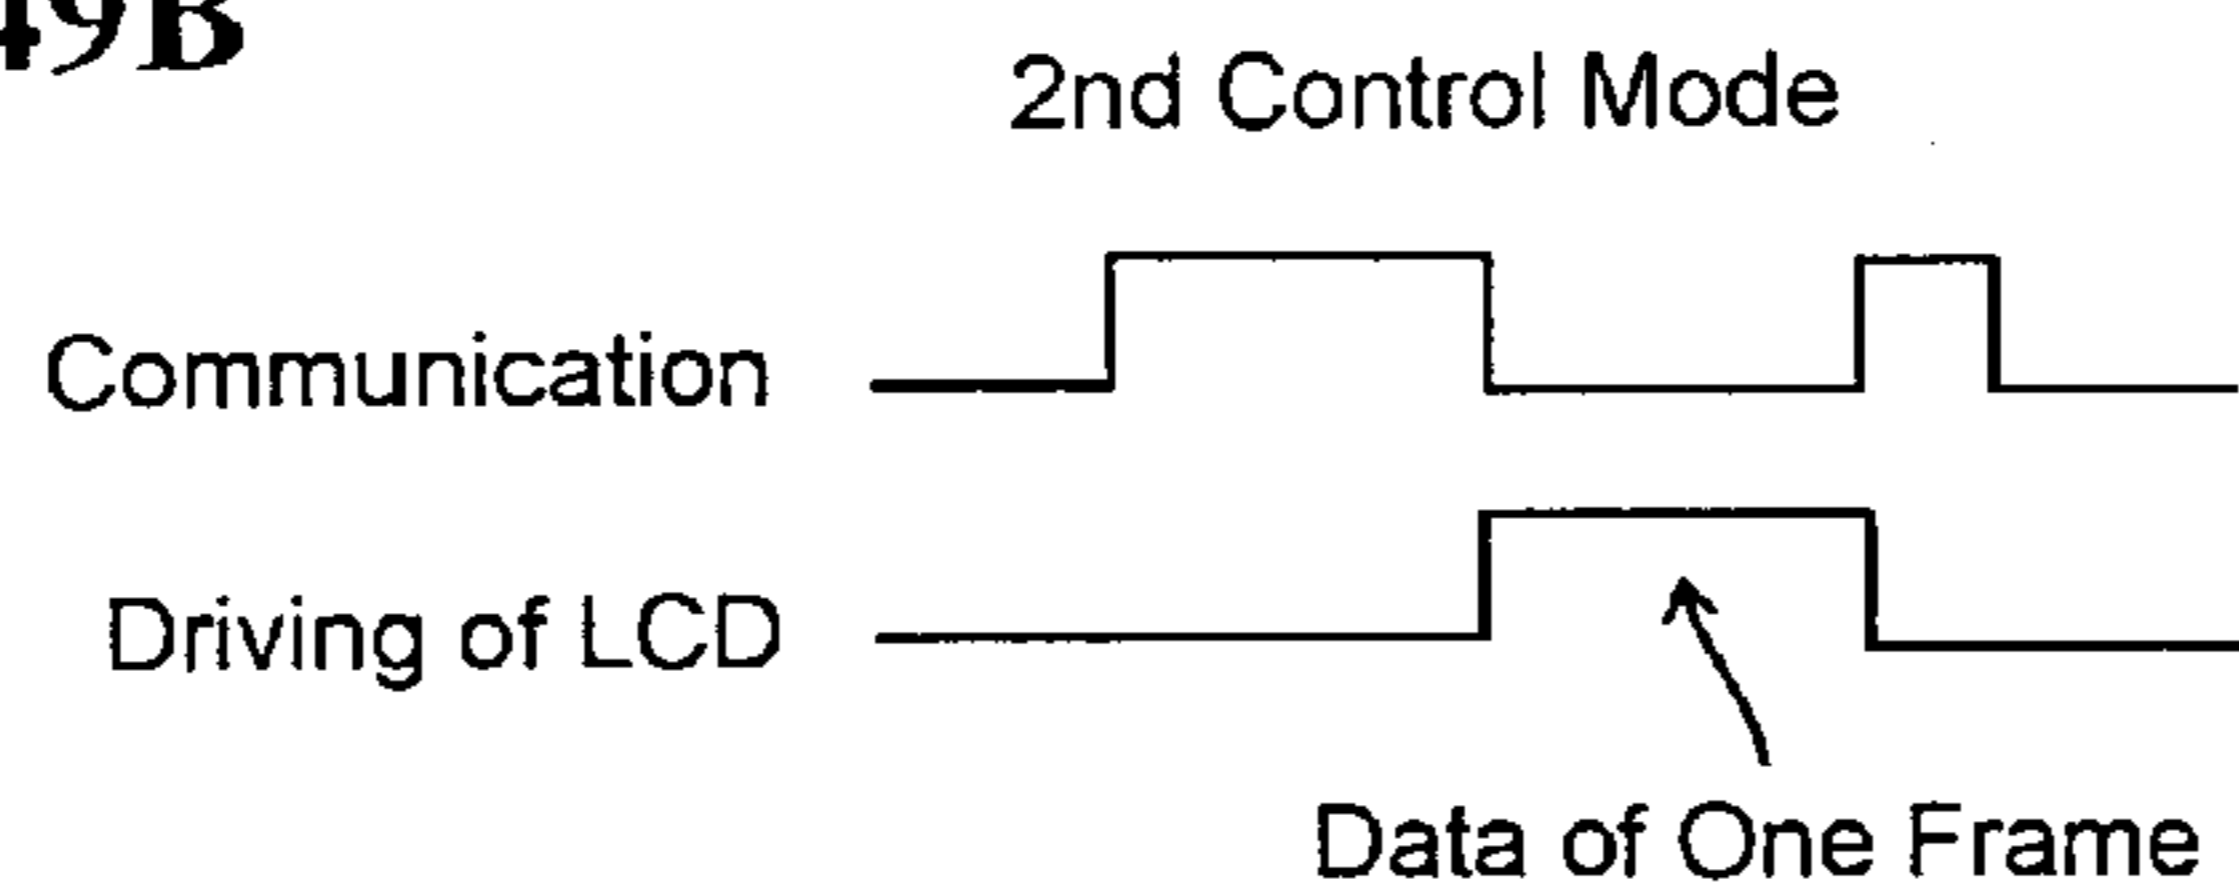 49B
2nd Control Mode
Communication
Driving of LCD
Data of One Frame